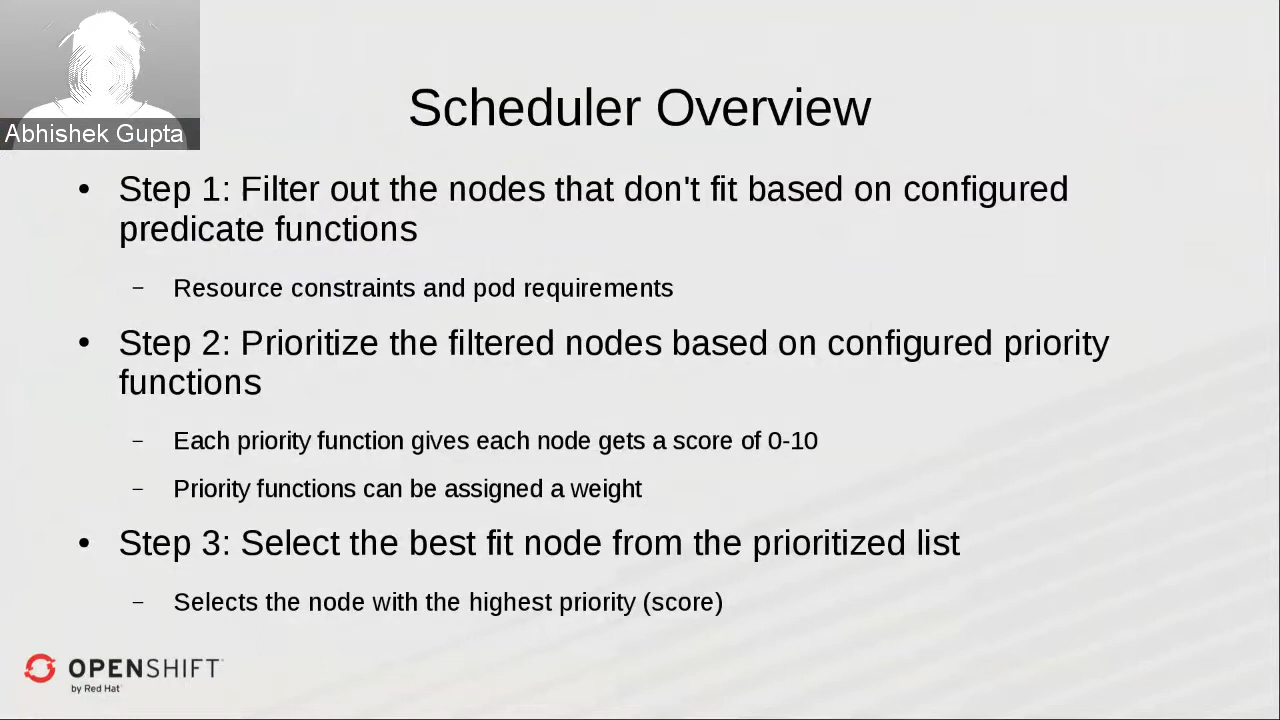 Abhishek Gupta
Scheduler Overview
• Step 1: Filter out the nodes that don't fit based on configured
predicate functions
– Resource constraints and pod requirements
• Step 2: Prioritize the filtered nodes based on configured priority
functions
– Each priority function gives each node gets a score of 0-10
– Priority functions can be assigned a weight
• Step 3: Select the best fit node from the prioritized list
– Selects the node with the highest priority (score)
OPENSHIFT
by Red Hat